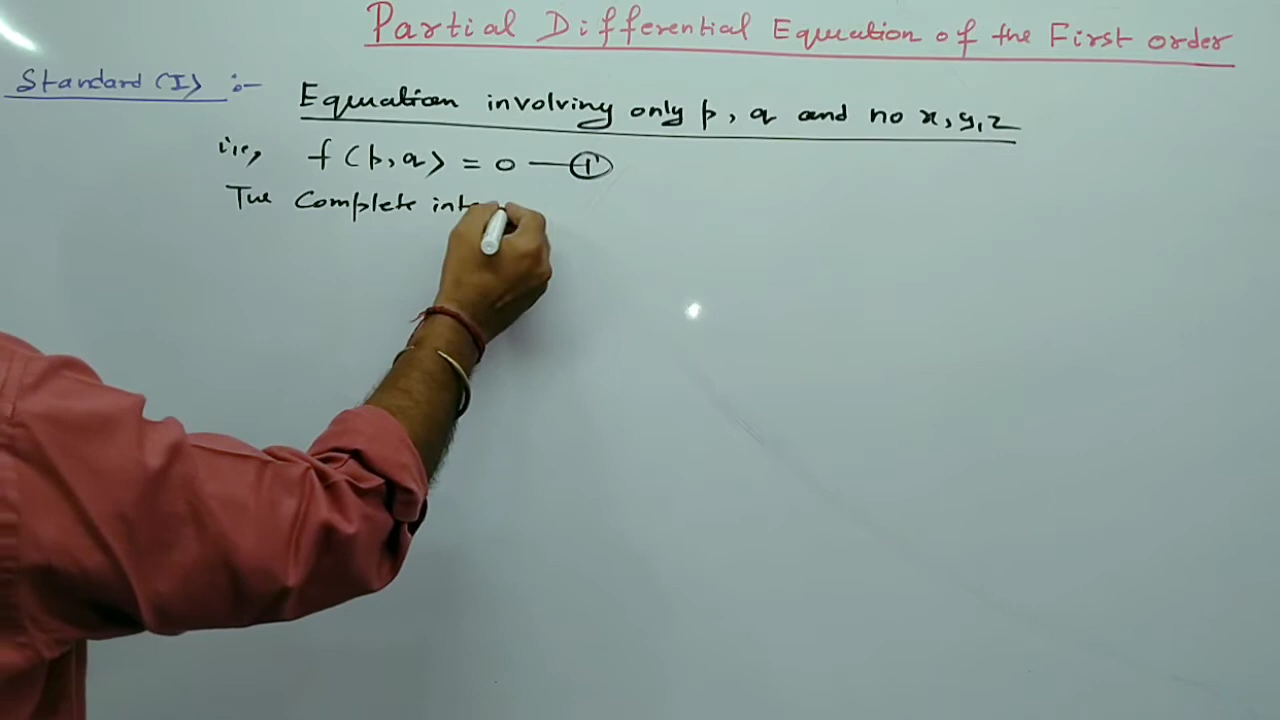 Partial Differential Equation of the First order
Standard (I) :-
Equation involving only p, q and no x, y, z
i.e, f (p, q) = 0 — ①
The Complete int